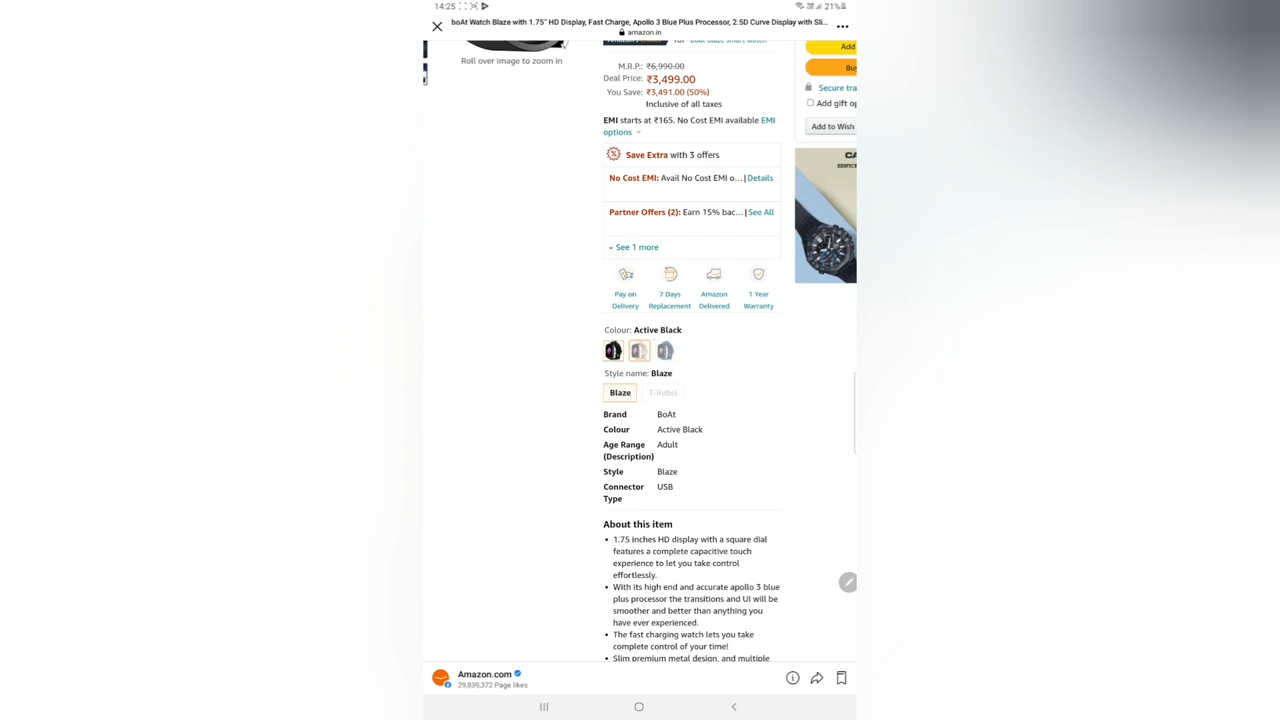 14:25
21%
boAt Watch Blaze with 1.75" HD Display, Fast Charge, Apollo 3 Blue Plus Processor, 2.5D Curve Display with Sli...
amazon.in
Roll over image to zoom in
M.R.P.: ₹6,990.00
Deal Price: ₹3,499.00
You Save: ₹3,491.00 (50%)
Inclusive of all taxes
EMI starts at ₹165. No Cost EMI available EMI
options
Save Extra with 3 offers
No Cost EMI: Avail No Cost EMI o... | Details
Partner Offers (2): Earn 15% bac... | See All
See 1 more
Pay on
Delivery
7 Days
Replacement
Amazon
Delivered
1 Year
Warranty
Colour: Active Black
Style name: Blaze
Blaze
T-Rebel
Brand BoAt
Colour Active Black
Age Range Adult
(Description)
Style Blaze
Connector USB
Type
About this item
• 1.75 inches HD display with a square dial
features a complete capacitive touch
experience to let you take control
effortlessly.
• With its high end and accurate apollo 3 blue
plus processor the transitions and UI will be
smoother and better than anything you
have ever experienced.
• The fast charging watch lets you take
complete control of your time!
• Slim premium metal design, and multiple
Add
Bu
Secure tra
Add gift op
Add to Wish
CA
EDIFICE
Amazon.com
29,839,372 Page likes